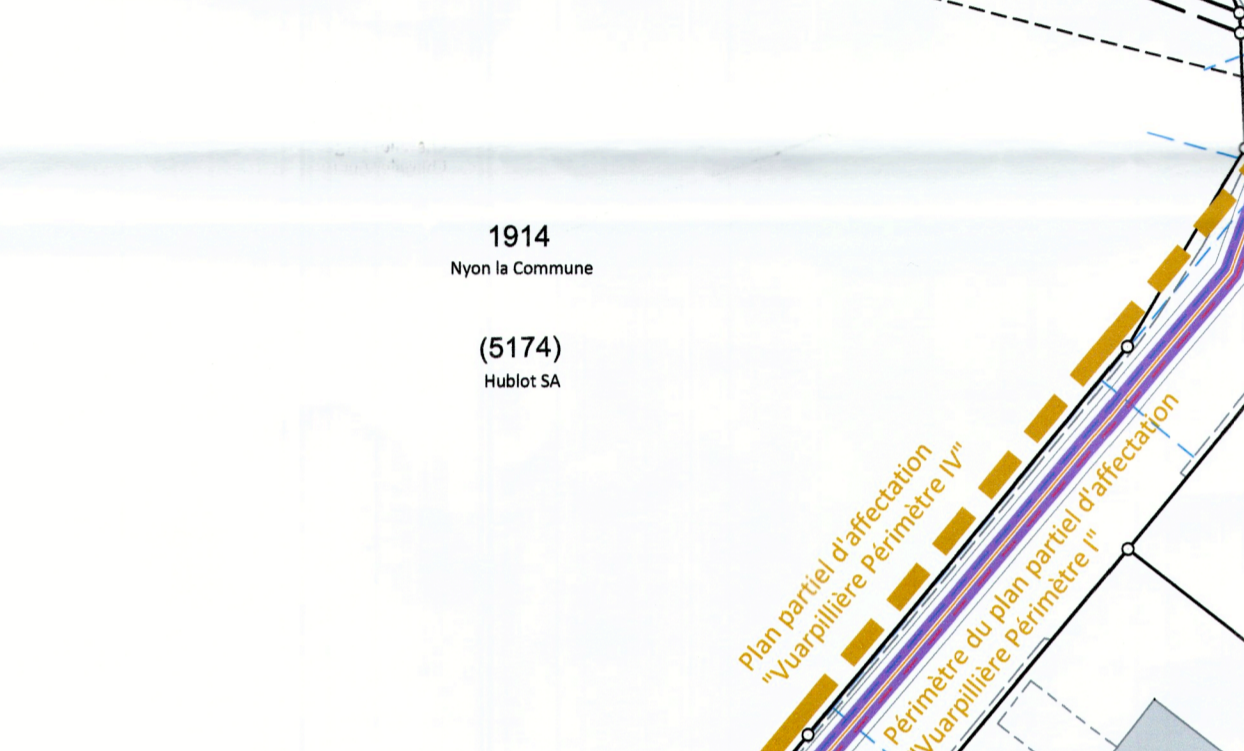 1914
Nyon la Commune
(5174)
Hublot SA
Plan partiel d'affectation
"Vuarpillière Périmètre IV"
Périmètre du plan partiel d'affectation
"Vuarpillière Périmètre I"